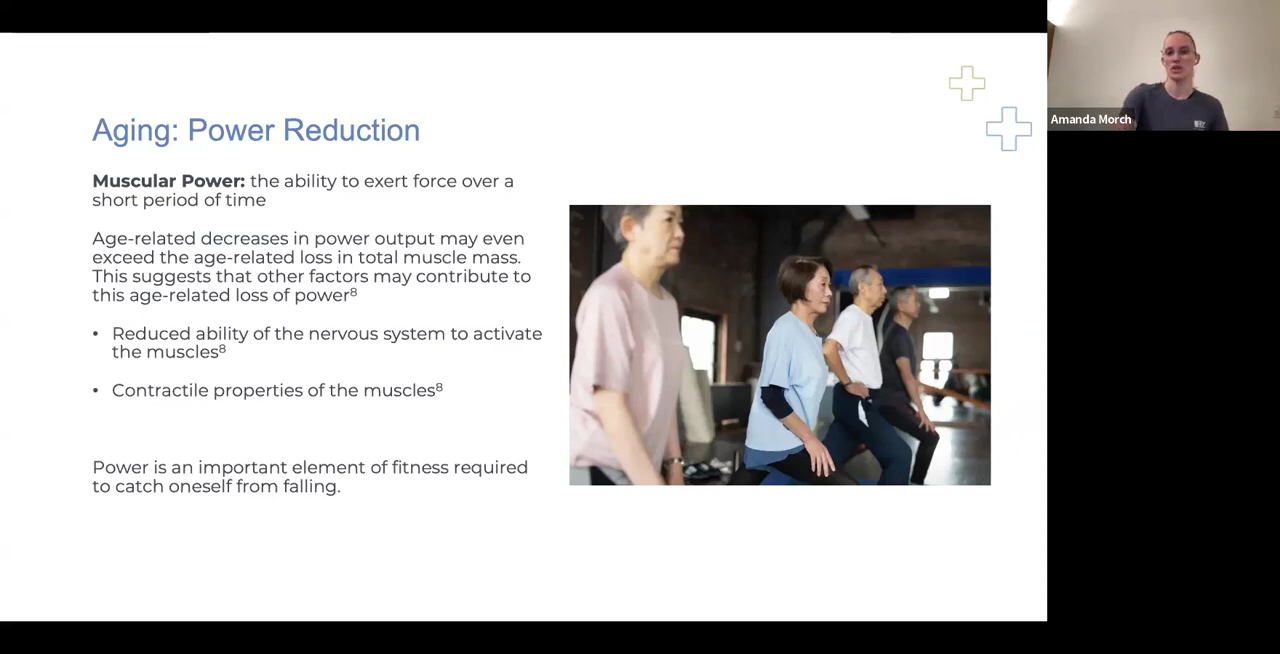 Aging: Power Reduction
Muscular Power: the ability to exert force over a
short period of time
Age-related decreases in power output may even
exceed the age-related loss in total muscle mass.
This suggests that other factors may contribute to
this age-related loss of power⁸
• Reduced ability of the nervous system to activate
the muscles⁸
• Contractile properties of the muscles⁸
Power is an important element of fitness required
to catch oneself from falling.
Amanda Morch